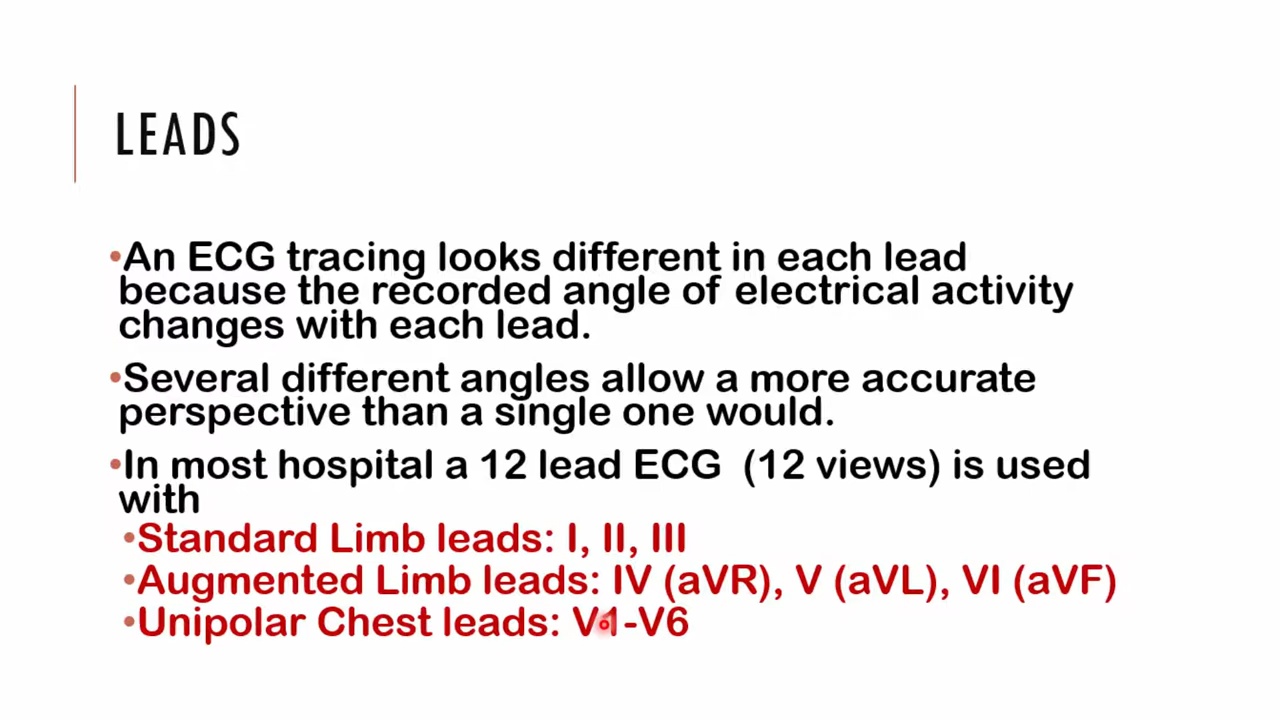 LEADS
•An ECG tracing looks different in each lead
because the recorded angle of electrical activity
changes with each lead.
•Several different angles allow a more accurate
perspective than a single one would.
•In most hospital a 12 lead ECG (12 views) is used
with
•Standard Limb leads: I, II, III
•Augmented Limb leads: IV (aVR), V (aVL), VI (aVF)
•Unipolar Chest leads: V1-V6